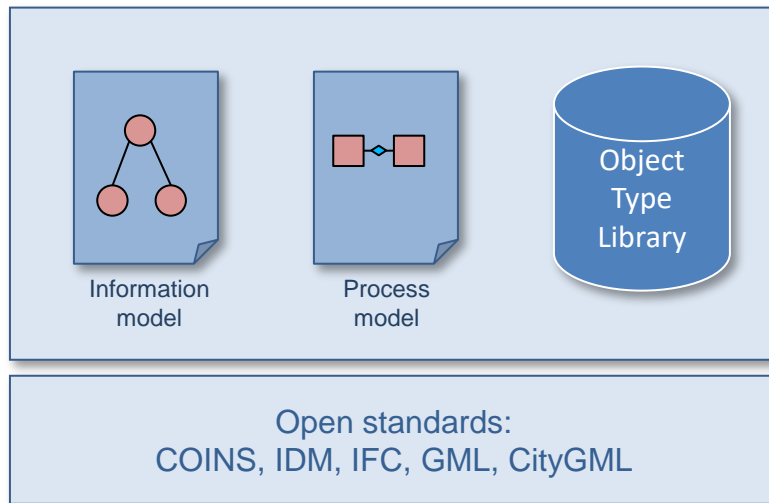 Information
model
Process
model
Object
Type
Library
Open standards:
COINS, IDM, IFC, GML, CityGML